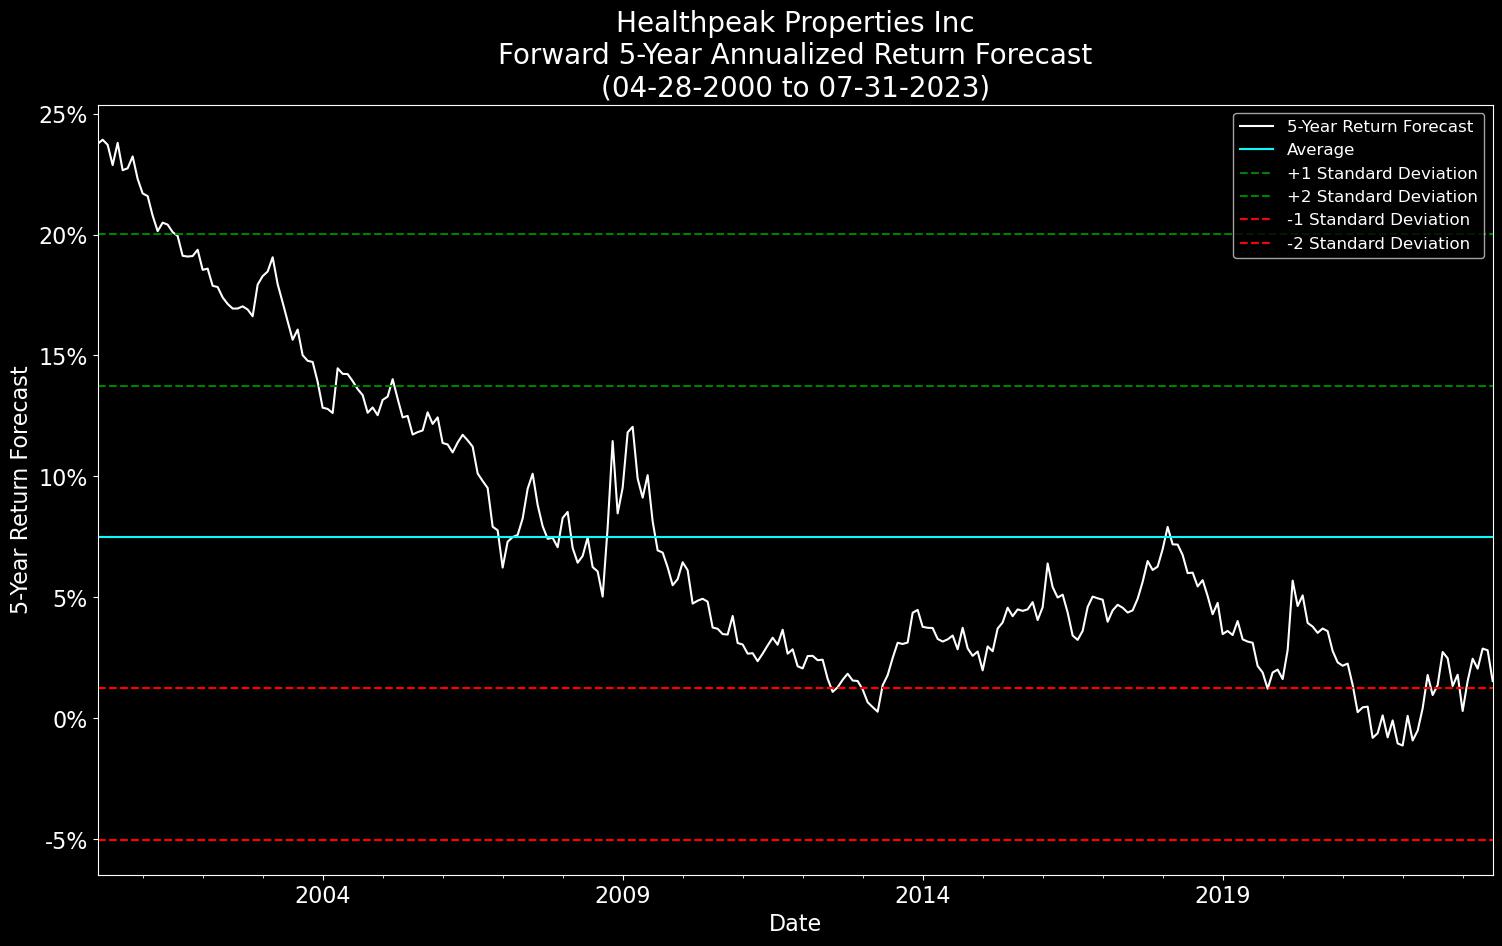 Healthpeak Properties Inc
Forward 5-Year Annualized Return Forecast
(04-28-2000 to 07-31-2023)
5-Year Return Forecast
Average
+1 Standard Deviation
+2 Standard Deviation
-1 Standard Deviation
-2 Standard Deviation
25%
20%
15%
10%
5%
0%
-5%
5-Year Return Forecast
2004
2009
2014
2019
Date